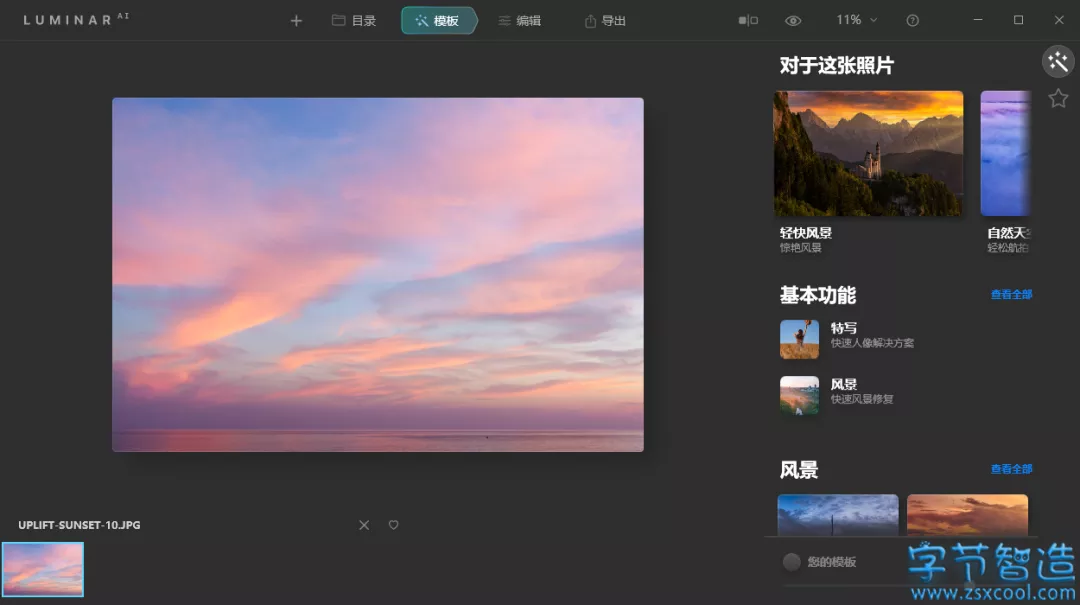 LUMINAR AI
目录
模板
编辑
导出
11%
对于这张照片
轻快风景
惊艳风景
自然天空
轻松航拍
基本功能
查看全部
特写
快速人像解决方案
风景
快速风景修复
风景
查看全部
UPLIFT-SUNSET-10.JPG
您的模板
字节智造
www.zsxcool.com